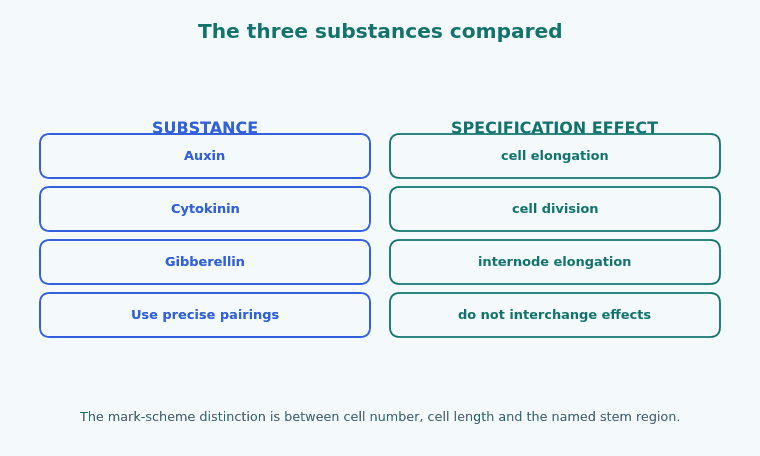 The three substances compared
SUBSTANCE SPECIFICATION EFFECT
Auxin cell elongation
Cytokinin cell division
Gibberellin internode elongation
Use precise pairings do not interchange effects
The mark-scheme distinction is between cell number, cell length and the named stem region.